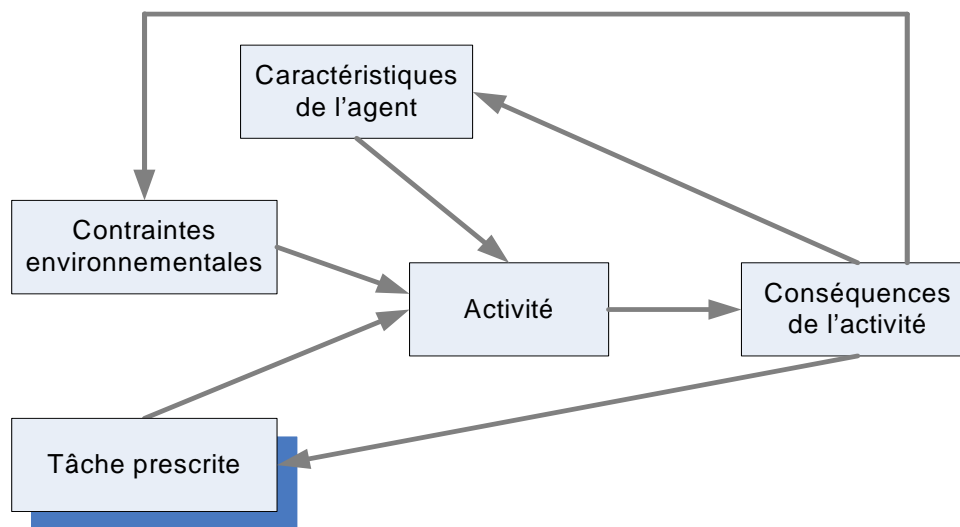 Caractéristiques
de l'agent
Contraintes
environnementales
Activité
Conséquences
de l'activité
Tâche prescrite